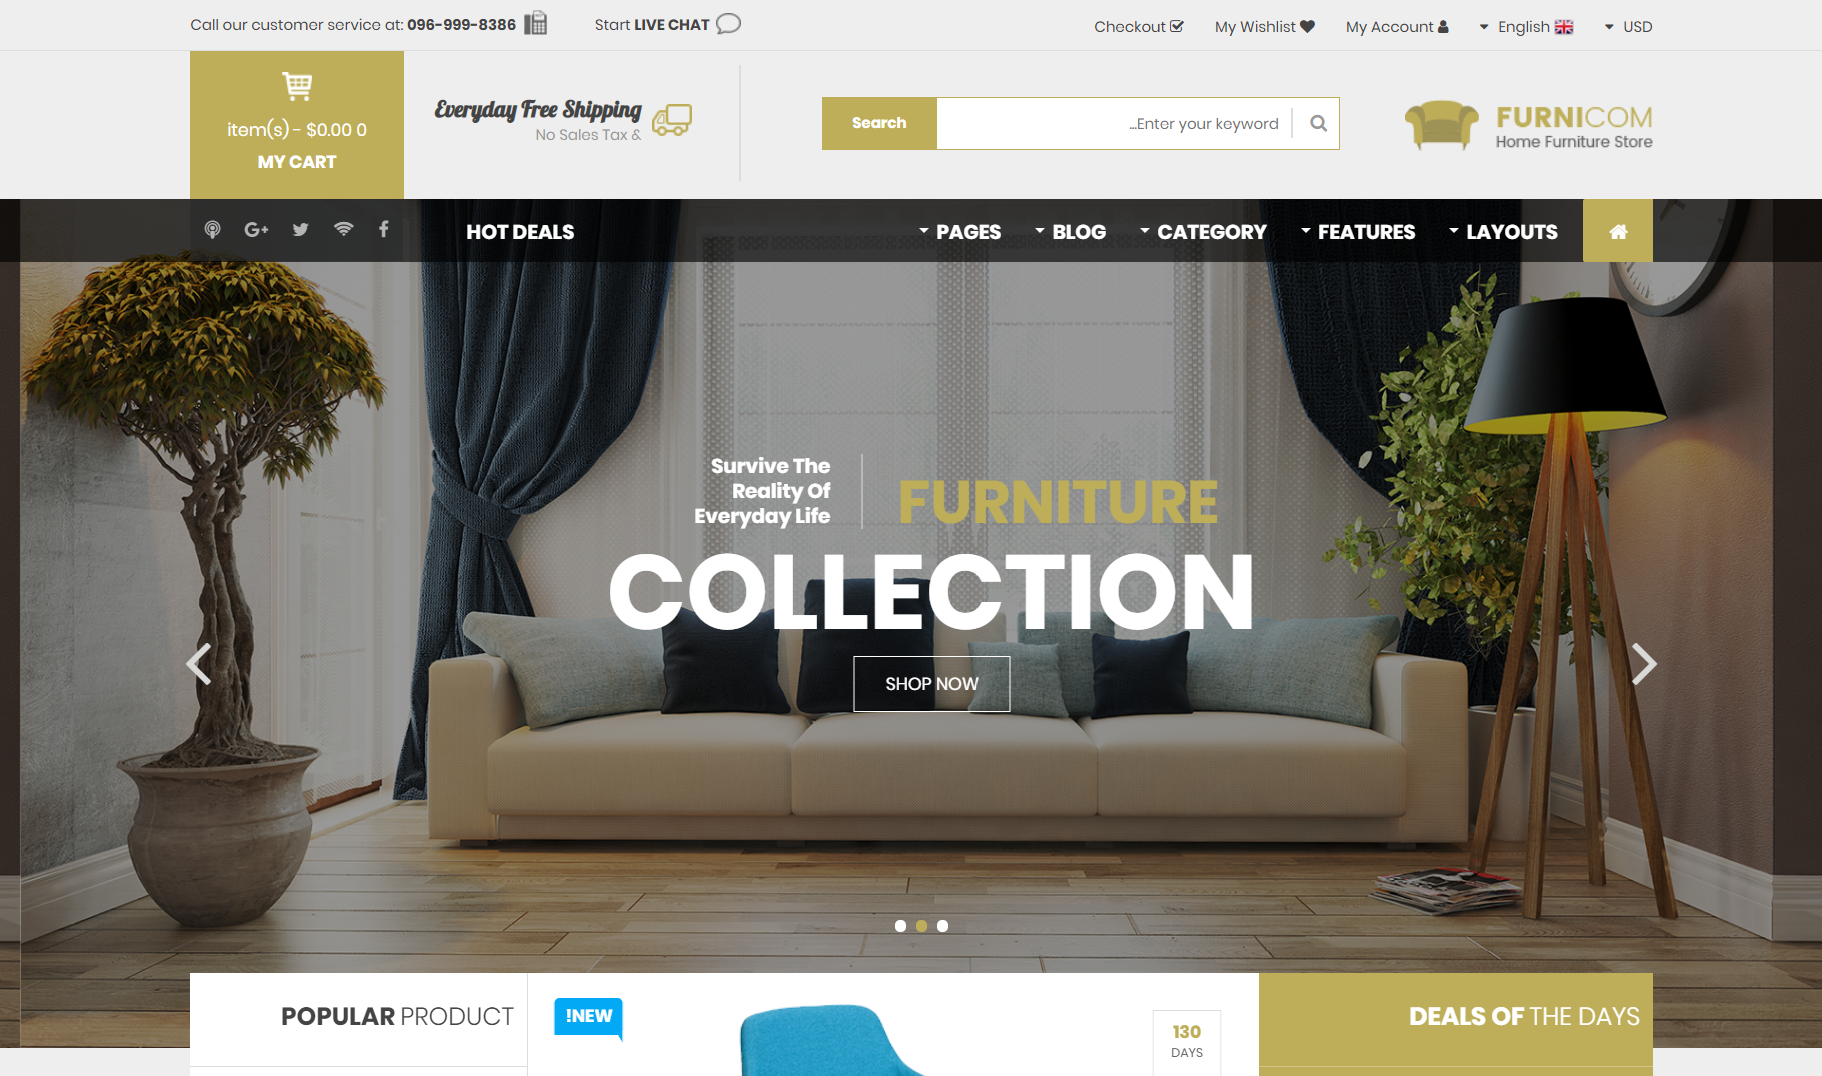 Call our customer service at: 096-999-8386
Start LIVE CHAT
Checkout
My Wishlist
My Account
English
USD
item(s) - $0.00 0
MY CART
Everyday Free Shipping
No Sales Tax &
Search
...Enter your keyword
FURNICOM
Home Furniture Store
HOT DEALS
PAGES
BLOG
CATEGORY
FEATURES
LAYOUTS
Survive The
Reality Of
Everyday Life
FURNITURE
COLLECTION
SHOP NOW
POPULAR PRODUCT
!NEW
130
DAYS
DEALS OF THE DAYS